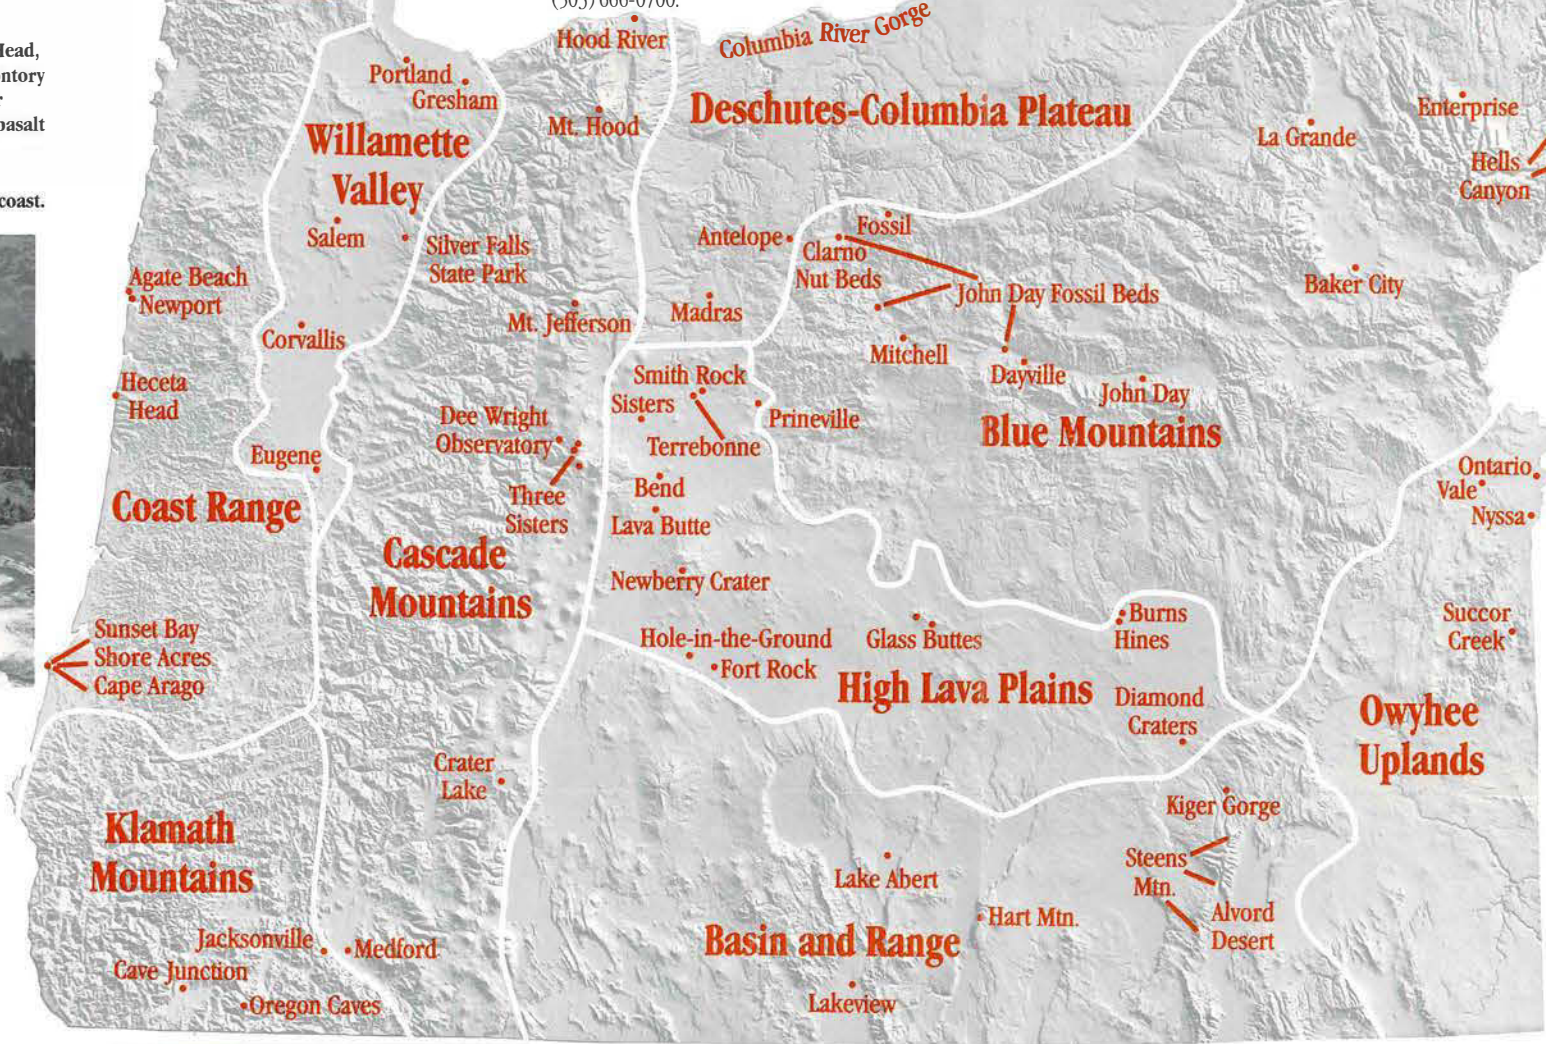 (503) 666-0700.
Head,
ontory
r
basalt
coast.
Hood River
Columbia River Gorge
Portland
Gresham
Mt. Hood
Deschutes-Columbia Plateau
La Grande
Enterprise
Hells
Canyon
Willamette
Valley
Salem
Silver Falls
State Park
Antelope
Fossil
Clarno
Nut Beds
John Day Fossil Beds
Baker City
Agate Beach
Newport
Corvallis
Mt. Jefferson
Madras
Mitchell
Dayville
John Day
Heceta
Head
Smith Rock
Sisters
Terrebonne
Prineville
Blue Mountains
Dee Wright
Observatory
Three
Sisters
Eugene
Bend
Lava Butte
Ontario
Vale
Nyssa
Coast Range
Cascade
Mountains
Newberry Crater
Sunset Bay
Shore Acres
Cape Arago
Hole-in-the-Ground
Fort Rock
Glass Buttes
Burns
Hines
Succor
Creek
High Lava Plains
Diamond
Craters
Owyhee
Uplands
Crater
Lake
Klamath
Mountains
Kiger Gorge
Steens
Mtn.
Alvord
Desert
Lake Abert
Hart Mtn.
Basin and Range
Lakeview
Jacksonville
Medford
Cave Junction
Oregon Caves